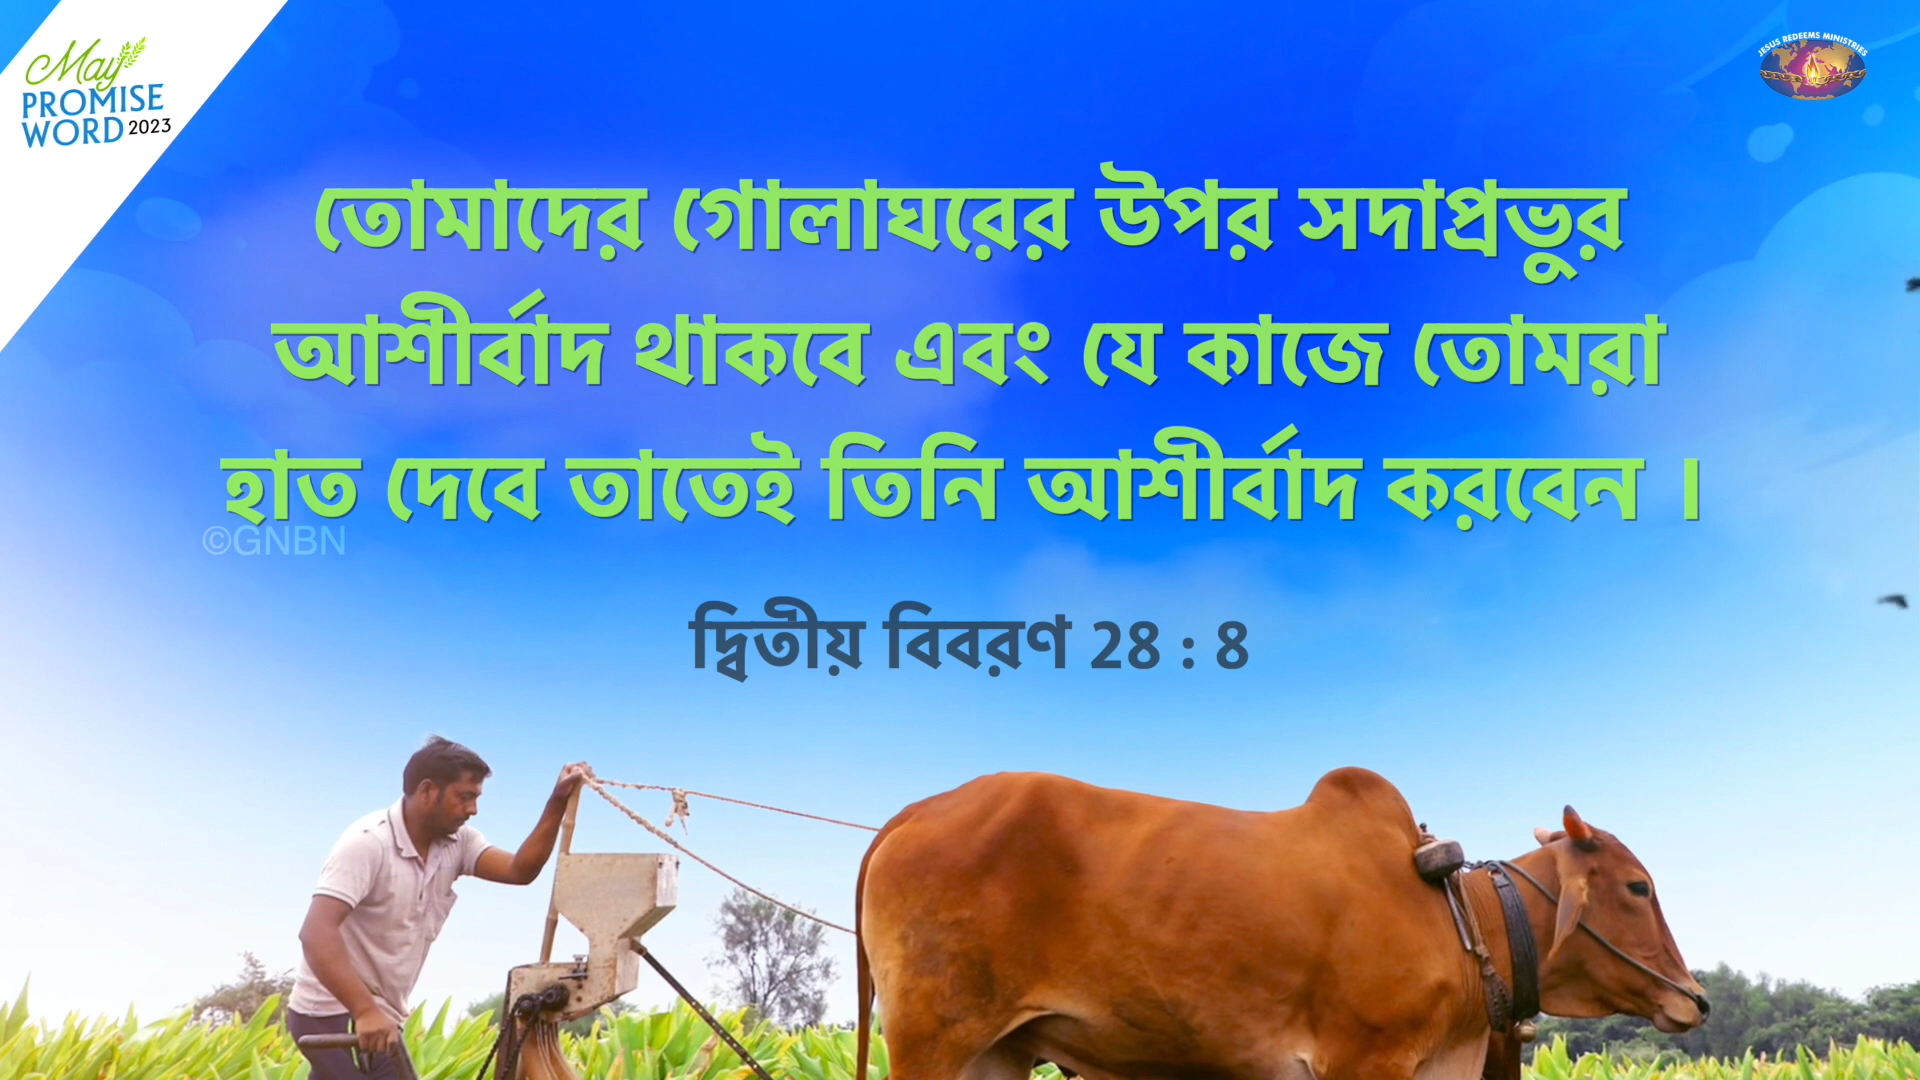 May
PROMISE
WORD 2023
JESUS REDEEMS MINISTRIES
তোমাদের গোলাঘরের উপর সদাপ্রভুর
আশীর্বাদ থাকবে এবং যে কাজে তোমরা
হাত দেবে তাতেই তিনি আশীর্বাদ করবেন ।
©GNBN
দ্বিতীয় বিবরণ 28 : 8